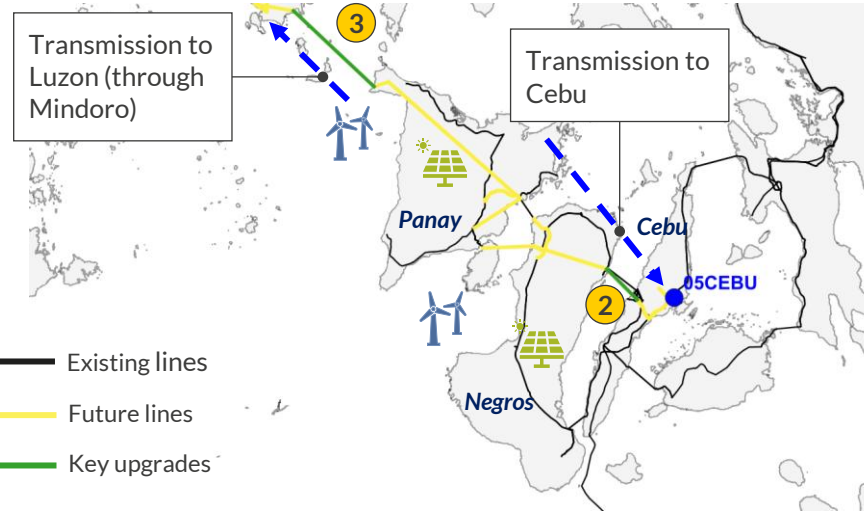 3
Transmission to
Luzon (through
Mindoro)
Transmission to
Cebu
Panay
Cebu
05CEBU
2
Existing lines
Future lines
Negros
Key upgrades